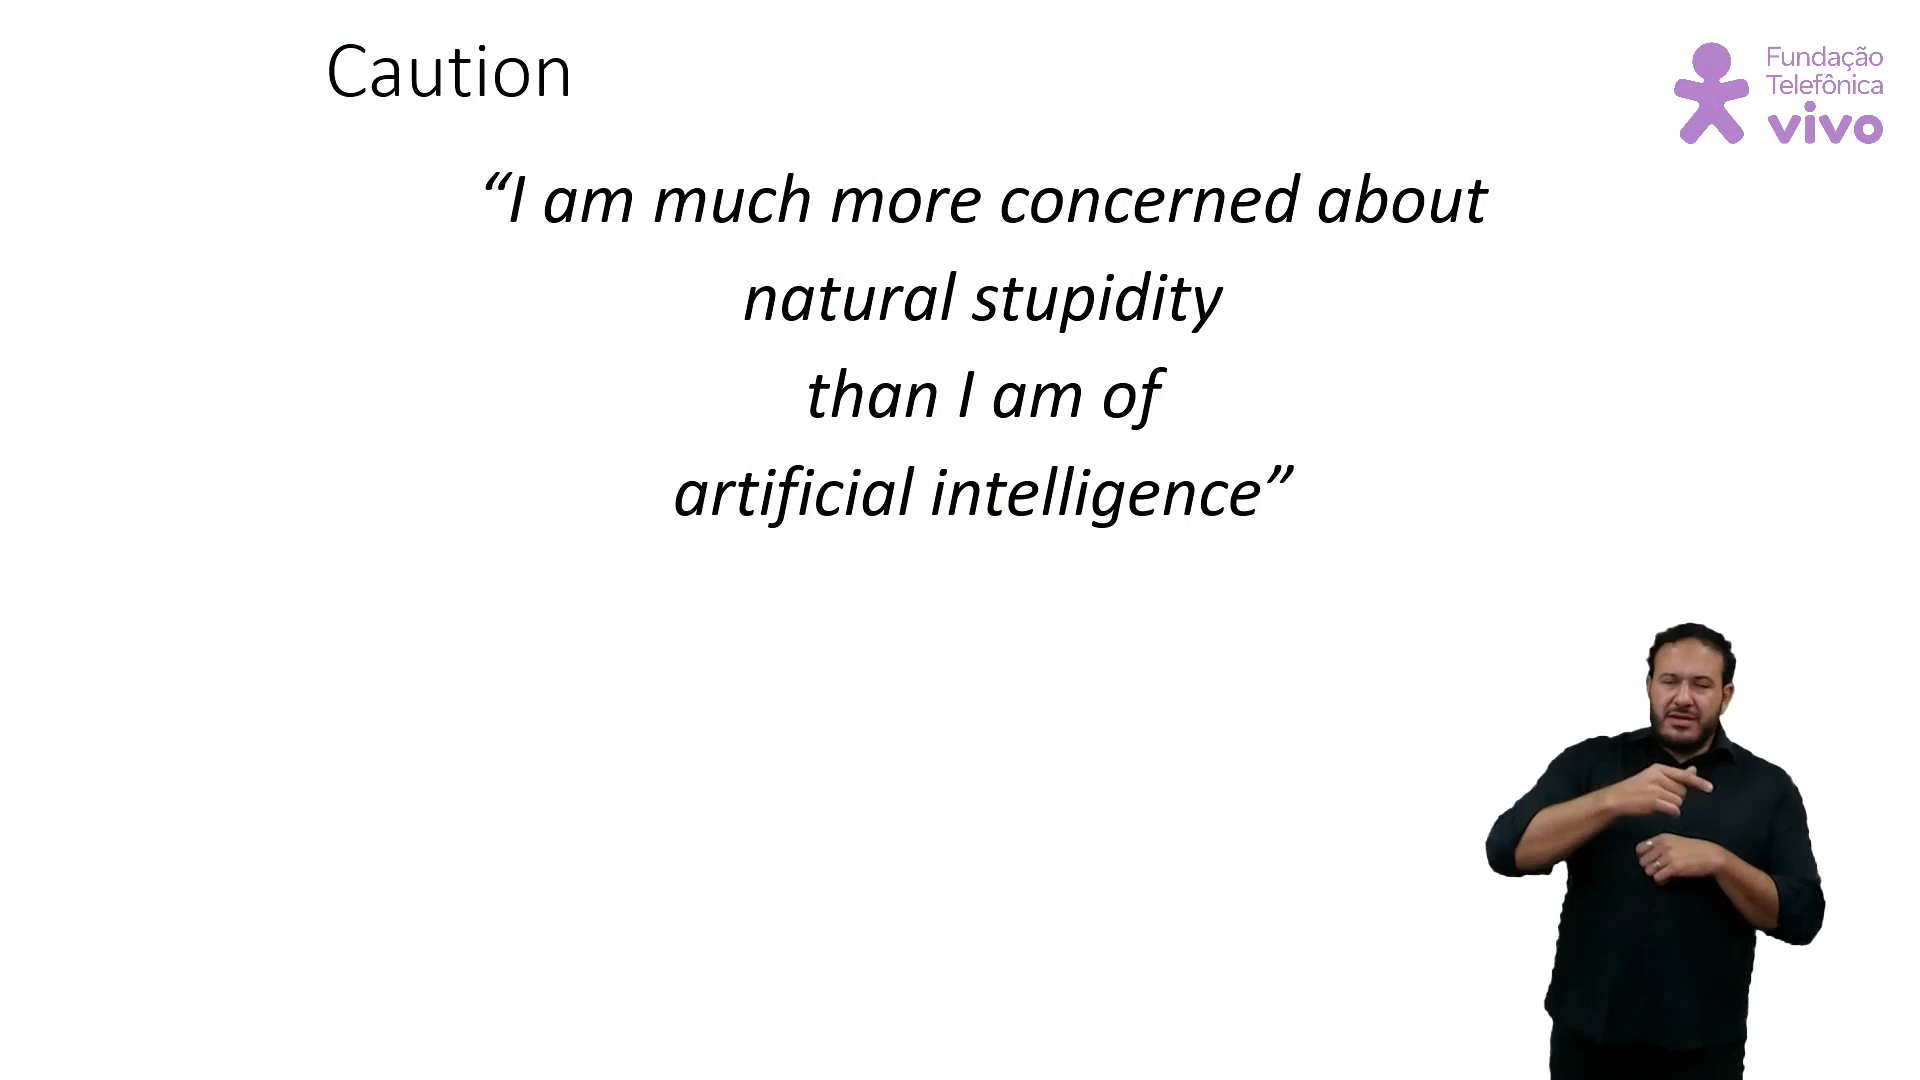 Caution
Fundação
Telefônica
vivo
“I am much more concerned about
natural stupidity
than I am of
artificial intelligence”